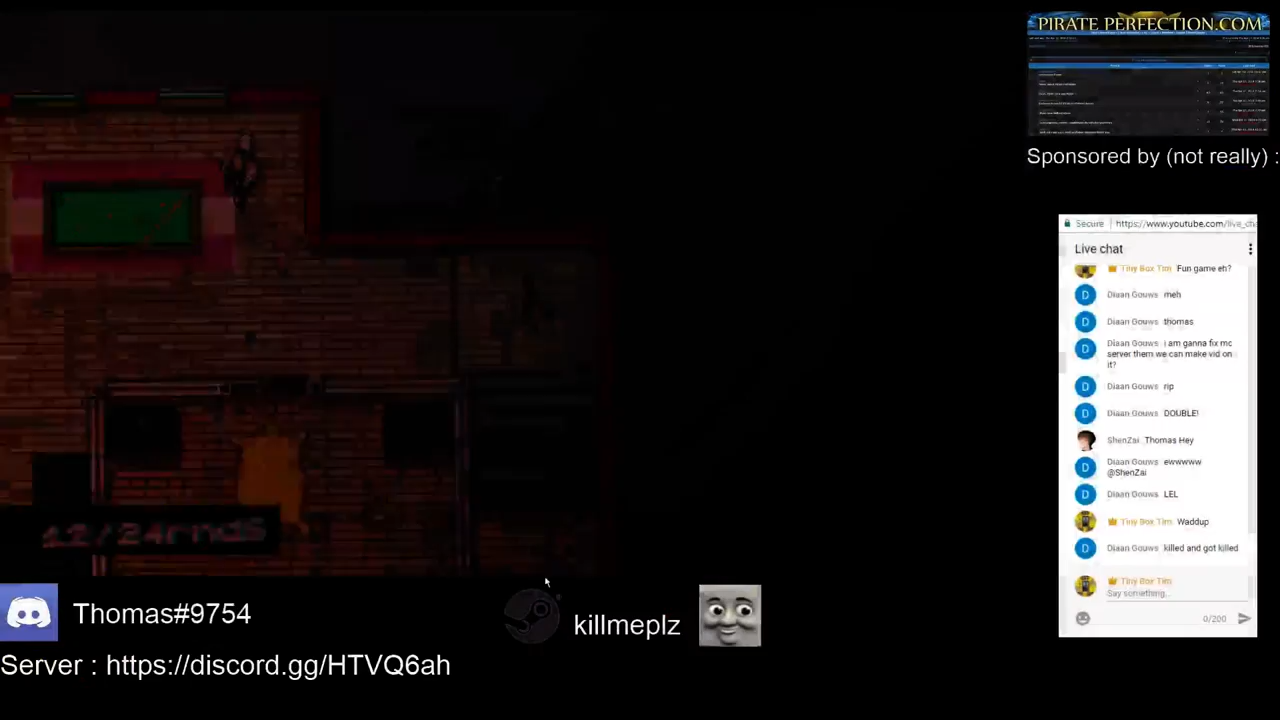 PIRATE PERFECTION.COM
Sponsored by (not really) :
Secure https://www.youtube.com/live_ch
Live chat
Tiny Box Tim Fun game eh?
Diaan Gouws meh
Diaan Gouws thomas
Diaan Gouws i am ganna fix mc
server them we can make vid on
it?
Diaan Gouws rip
Diaan Gouws DOUBLE!
ShenZai Thomas Hey
Diaan Gouws ewwwww
@ShenZai
Diaan Gouws LEL
Tiny Box Tim Waddup
Diaan Gouws killed and got killed
Tiny Box Tim
Say something...
0/200
12/24rnds
Thomas#9754
killmeplz
Server : https://discord.gg/HTVQ6ah